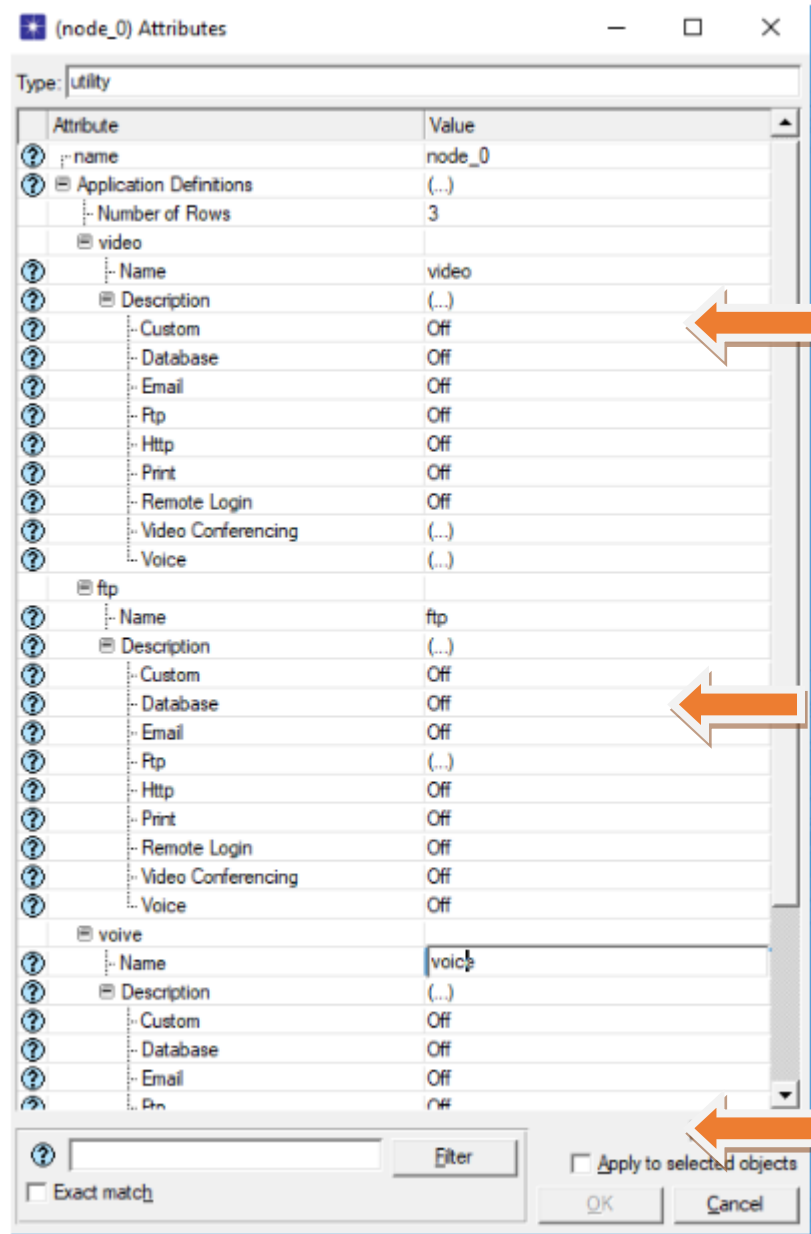 (node_0) Attributes
Type: utility
Attribute Value
name node_0
Application Definitions (...)
Number of Rows 3
video
Name video
Description (...)
Custom Off
Database Off
Email Off
Ftp Off
Http Off
Print Off
Remote Login Off
Video Conferencing (...)
Voice (...)
ftp
Name ftp
Description (...)
Custom Off
Database Off
Email Off
Ftp (...)
Http Off
Print Off
Remote Login Off
Video Conferencing Off
Voice Off
voive
Name voice
Description (...)
Custom Off
Database Off
Email Off
Ftp Off
Filter
Apply to selected objects
Exact match
OK Cancel